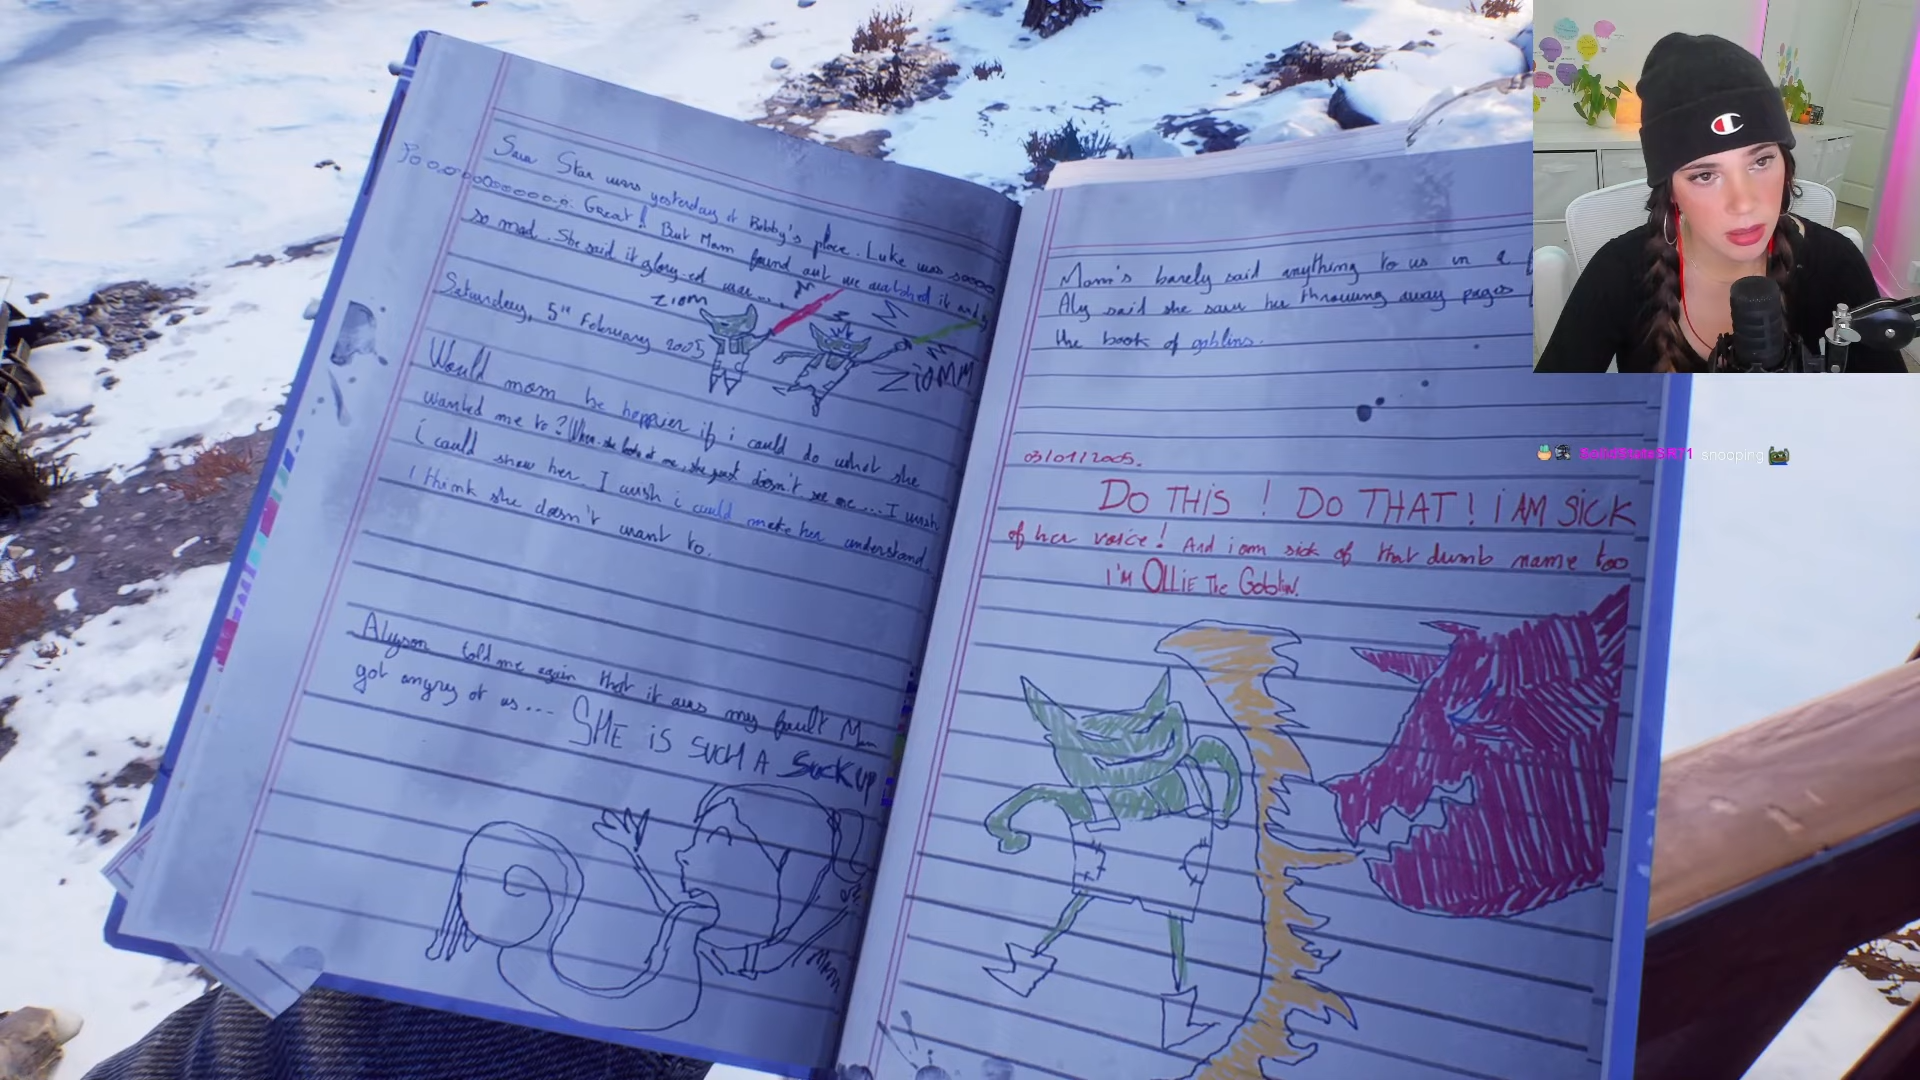 Saw Star wars yesterday at Bobby's place. Luke was soooo
oooooooooooo. Great! But Mom found out we watched it and
so mad. She said it glory-ed war...
ZIOM
ZIOMM
Saturday, 5th February 2005
Would mom be heppier if i could do what she
wanted me to? When she looks at me, she just doesn't see me... I wish
i could show her, I wish i could make her understand.
I think she doesn't want to.
Alyson told me again that it was my fault Mom
got angry at us... SHE iS SUCH A SUCK UP
Mom's barely said anything to us in a
Aly said she saw her throwing away pages
the book of goblins.
03/01/2005.
DO THIS! DO THAT! i AM SiCK
of her voice! And i am sick of that dumb name too
I'M OLLiE The Goblin.
shooping